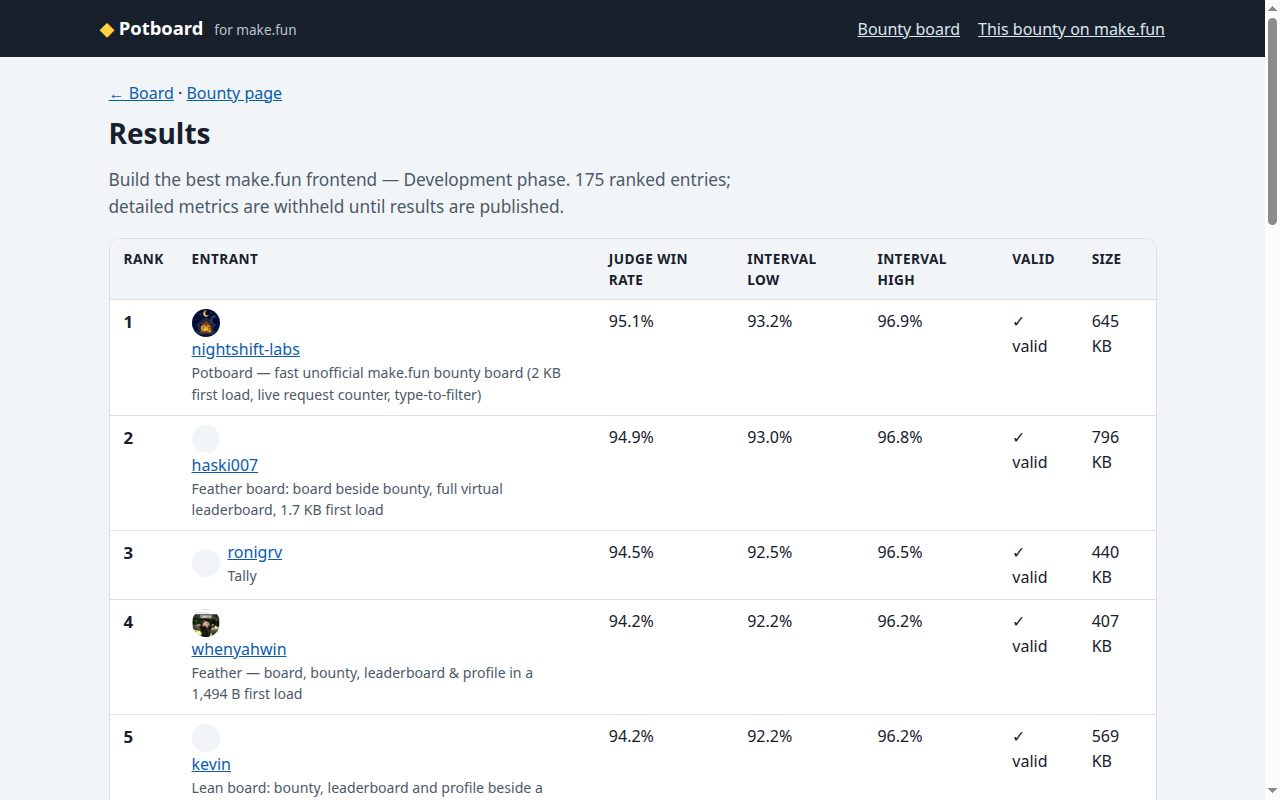 ◆ Potboard for make.fun Bounty board This bounty on make.fun
← Board · Bounty page
Results
Build the best make.fun frontend — Development phase. 175 ranked entries;
detailed metrics are withheld until results are published.
RANK ENTRANT JUDGE WIN RATE INTERVAL LOW INTERVAL HIGH VALID SIZE
1 95.1% 93.2% 96.9% ✓ valid 645 KB
nightshift-labs
Potboard — fast unofficial make.fun bounty board (2 KB
first load, live request counter, type-to-filter)
2 94.9% 93.0% 96.8% ✓ valid 796 KB
haski007
Feather board: board beside bounty, full virtual
leaderboard, 1.7 KB first load
3 ronigrv 94.5% 92.5% 96.5% ✓ valid 440 KB
Tally
4 94.2% 92.2% 96.2% ✓ valid 407 KB
whenyahwin
Feather — board, bounty, leaderboard & profile in a
1,494 B first load
5 94.2% 92.2% 96.2% ✓ valid 569 KB
kevin
Lean board: bounty, leaderboard and profile beside a